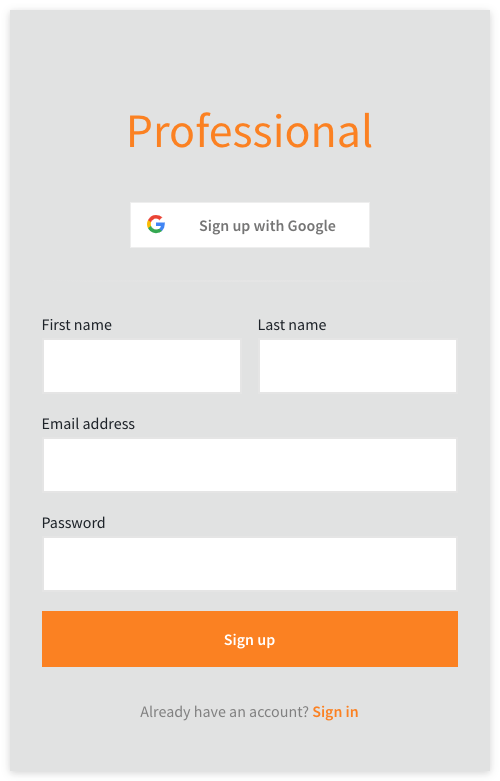 Professional
Sign up with Google
First name
Last name
Email address
Password
Sign up
Already have an account? Sign in